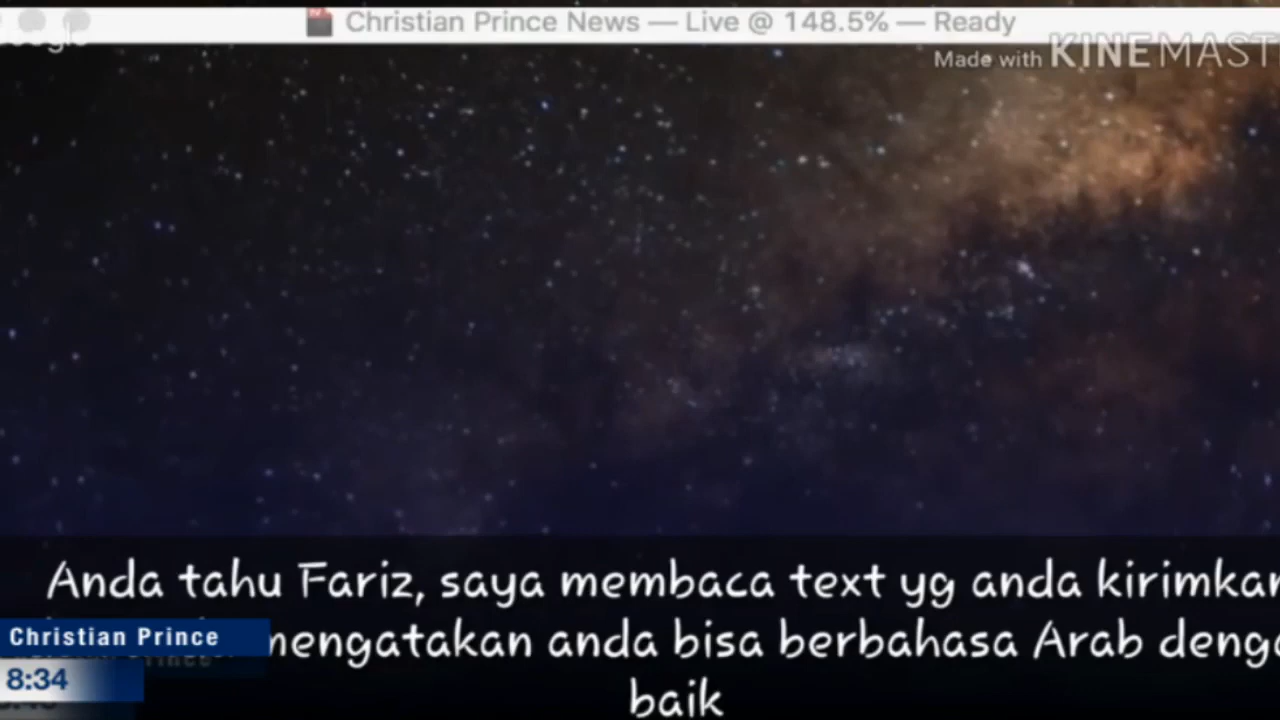 Christian Prince News — Live @ 148.5% — Ready
Made with KINEMAST
Anda tahu Fariz, saya membaca text yg anda kirimkan
Christian Prince
mengatakan anda bisa berbahasa Arab denga
8:34
baik